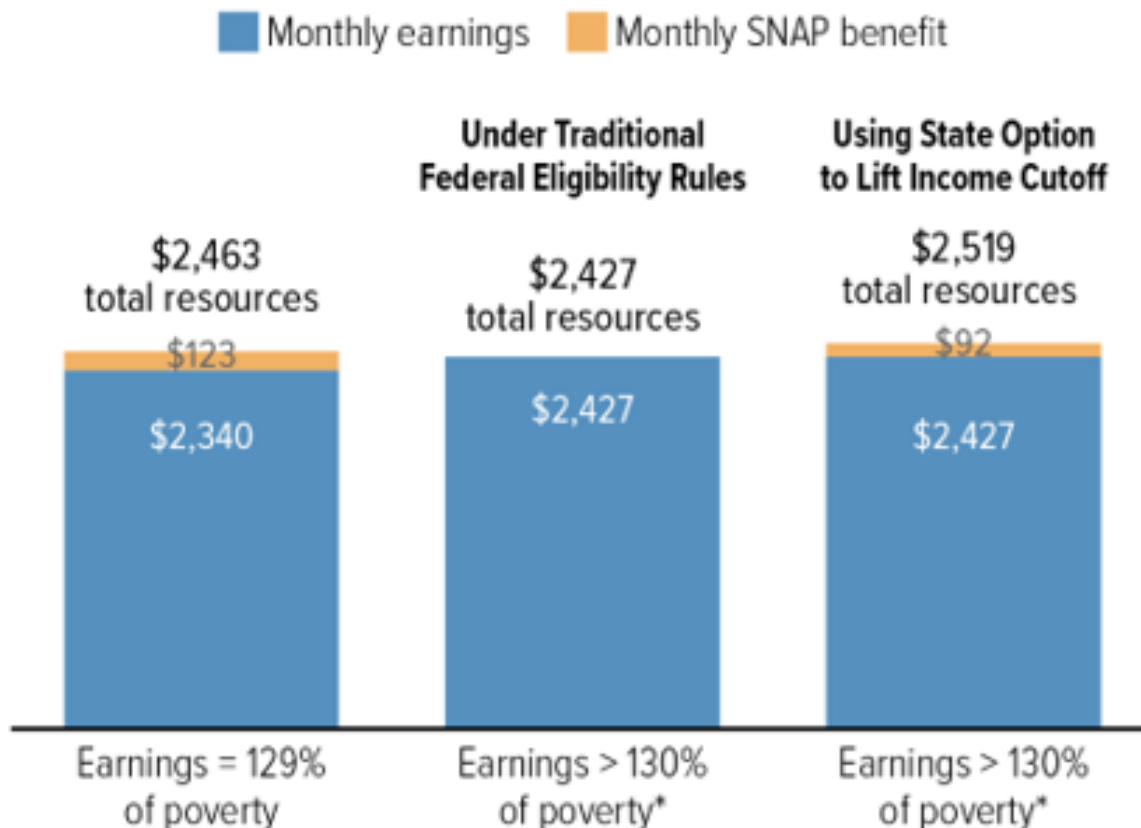 Monthly earnings
Monthly SNAP benefit
Under Traditional
Federal Eligibility Rules
Using State Option
to Lift Income Cutoff
$2,463
total resources
$2,427
total resources
$2,519
total resources
$123
$92
$2,340
$2,427
$2,427
Earnings = 129%
of poverty
Earnings > 130%
of poverty*
Earnings > 130%
of poverty*